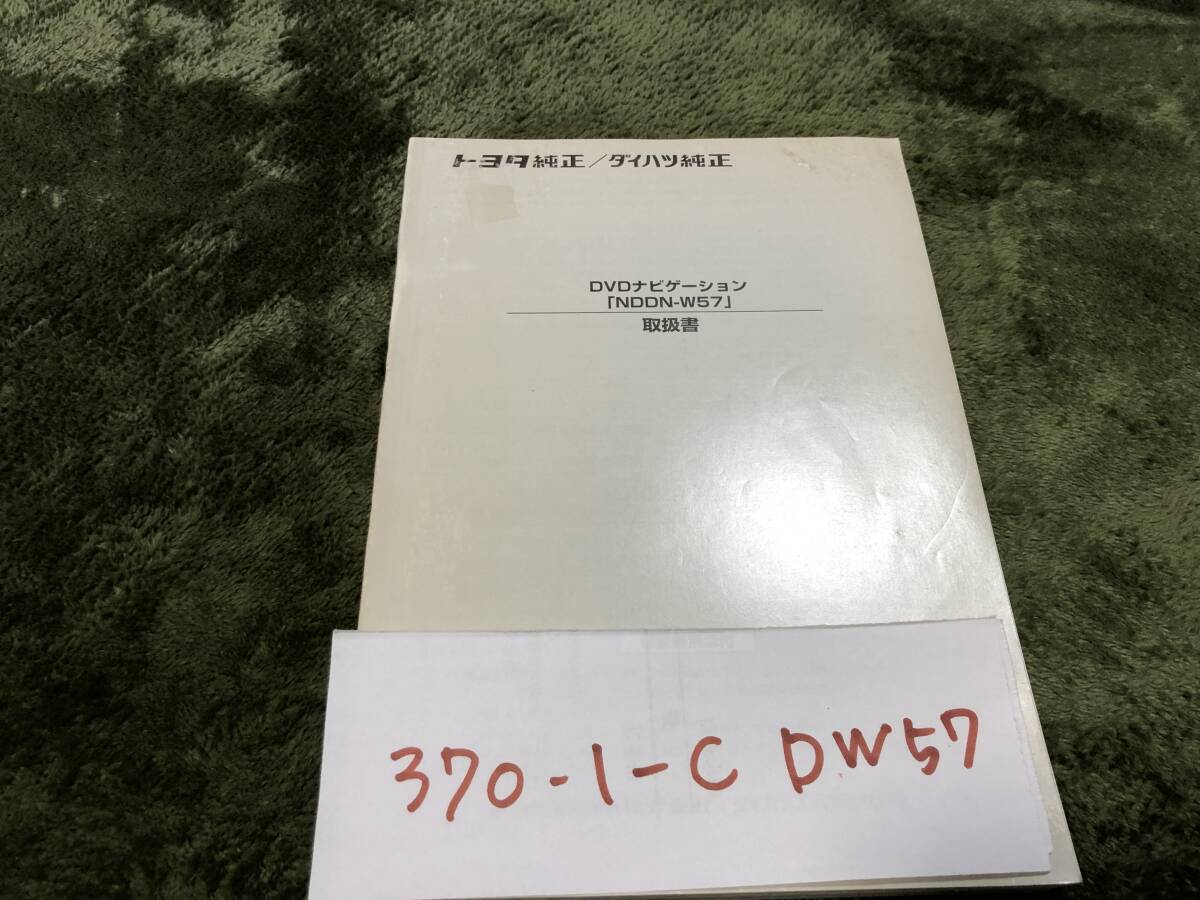 トヨタ純正/ダイハツ純正
DVDナビゲーション
「NDDN-W57」
取扱書
370-1-C DW57